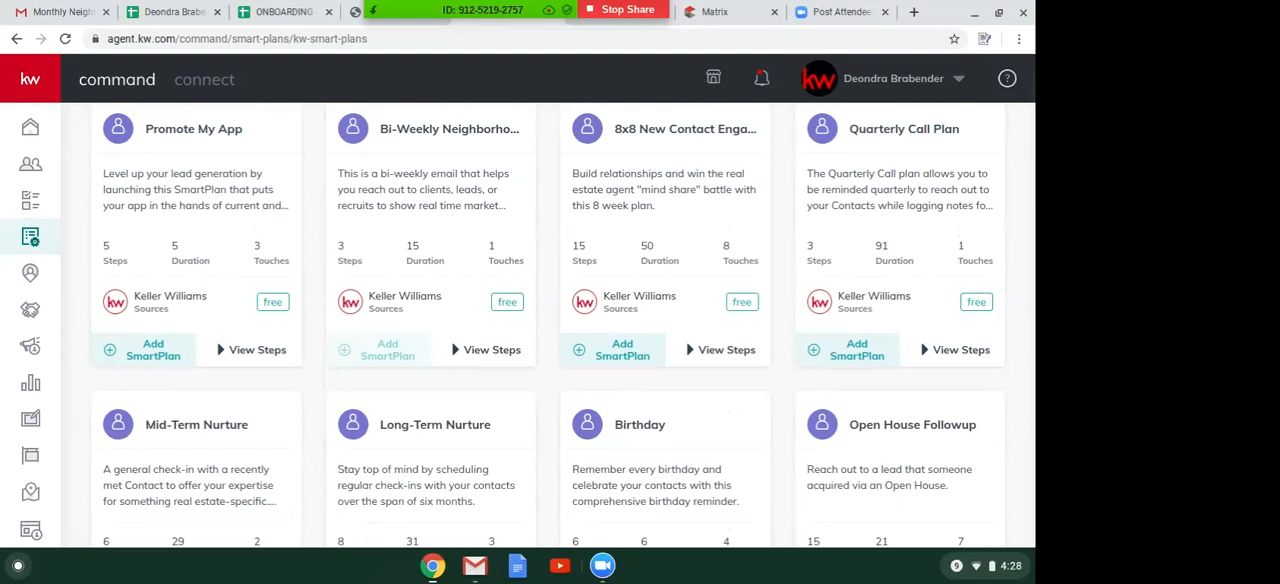 Monthly Neigh
Deondra Brabe
ONBOARDING -
ID: 912-5219-2757
Stop Share
Matrix
Post Attendee
agent.kw.com/command/smart-plans/kw-smart-plans
kw
command
connect
kw
Deondra Brabender
Promote My App
Level up your lead generation by
launching this SmartPlan that puts
your app in the hands of current and...
5
5
3
Steps
Duration
Touches
kw
Keller Williams
Sources
free
Add
SmartPlan
View Steps
Bi-Weekly Neighborho...
This is a bi-weekly email that helps
you reach out to clients, leads, or
recruits to show real time market...
3
15
1
Steps
Duration
Touches
kw
Keller Williams
Sources
free
Add
SmartPlan
View Steps
8x8 New Contact Enga...
Build relationships and win the real
estate agent "mind share" battle with
this 8 week plan.
15
50
8
Steps
Duration
Touches
kw
Keller Williams
Sources
free
Add
SmartPlan
View Steps
Quarterly Call Plan
The Quarterly Call plan allows you to
be reminded quarterly to reach out to
your Contacts while logging notes fo...
3
91
1
Steps
Duration
Touches
kw
Keller Williams
Sources
free
Add
SmartPlan
View Steps
Mid-Term Nurture
A general check-in with a recently
met Contact to offer your expertise
for something real estate-specific....
6
29
2
Long-Term Nurture
Stay top of mind by scheduling
regular check-ins with your contacts
over the span of six months.
8
31
3
Birthday
Remember every birthday and
celebrate your contacts with this
comprehensive birthday reminder.
6
6
4
Open House Followup
Reach out to a lead that someone
acquired via an Open House.
15
21
7
9
4:28